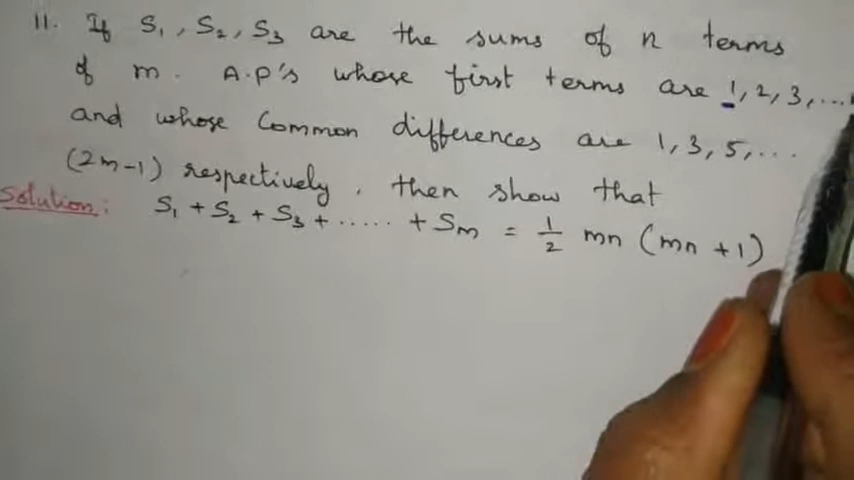 11. If S₁, S₂, S₃ are the sums of n terms
of m. A.P's whose first terms are 1, 2, 3, ...
and whose common differences are 1, 3, 5, ...
(2m-1) respectively, then show that
Solution: S₁ + S₂ + S₃ + ..... + Sm = 1/2 mn (mn + 1)